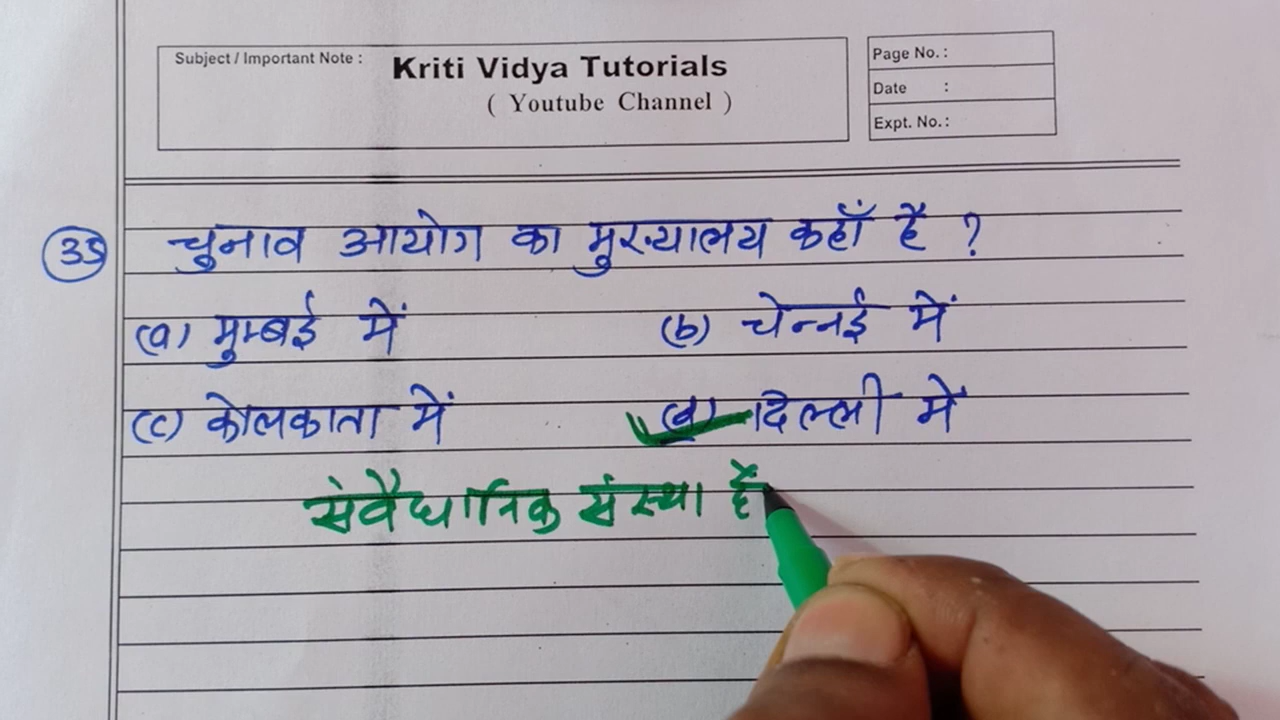 Subject / Important Note : Kriti Vidya Tutorials
( Youtube Channel )
Page No. :
Date :
Expt. No. :
35 चुनाव आयोग का मुख्यालय कहाँ है ?
(a) मुम्बई में (b) चेन्नई में
(c) कोलकाता में (d) दिल्ली में
संवैधानिक संस्था है